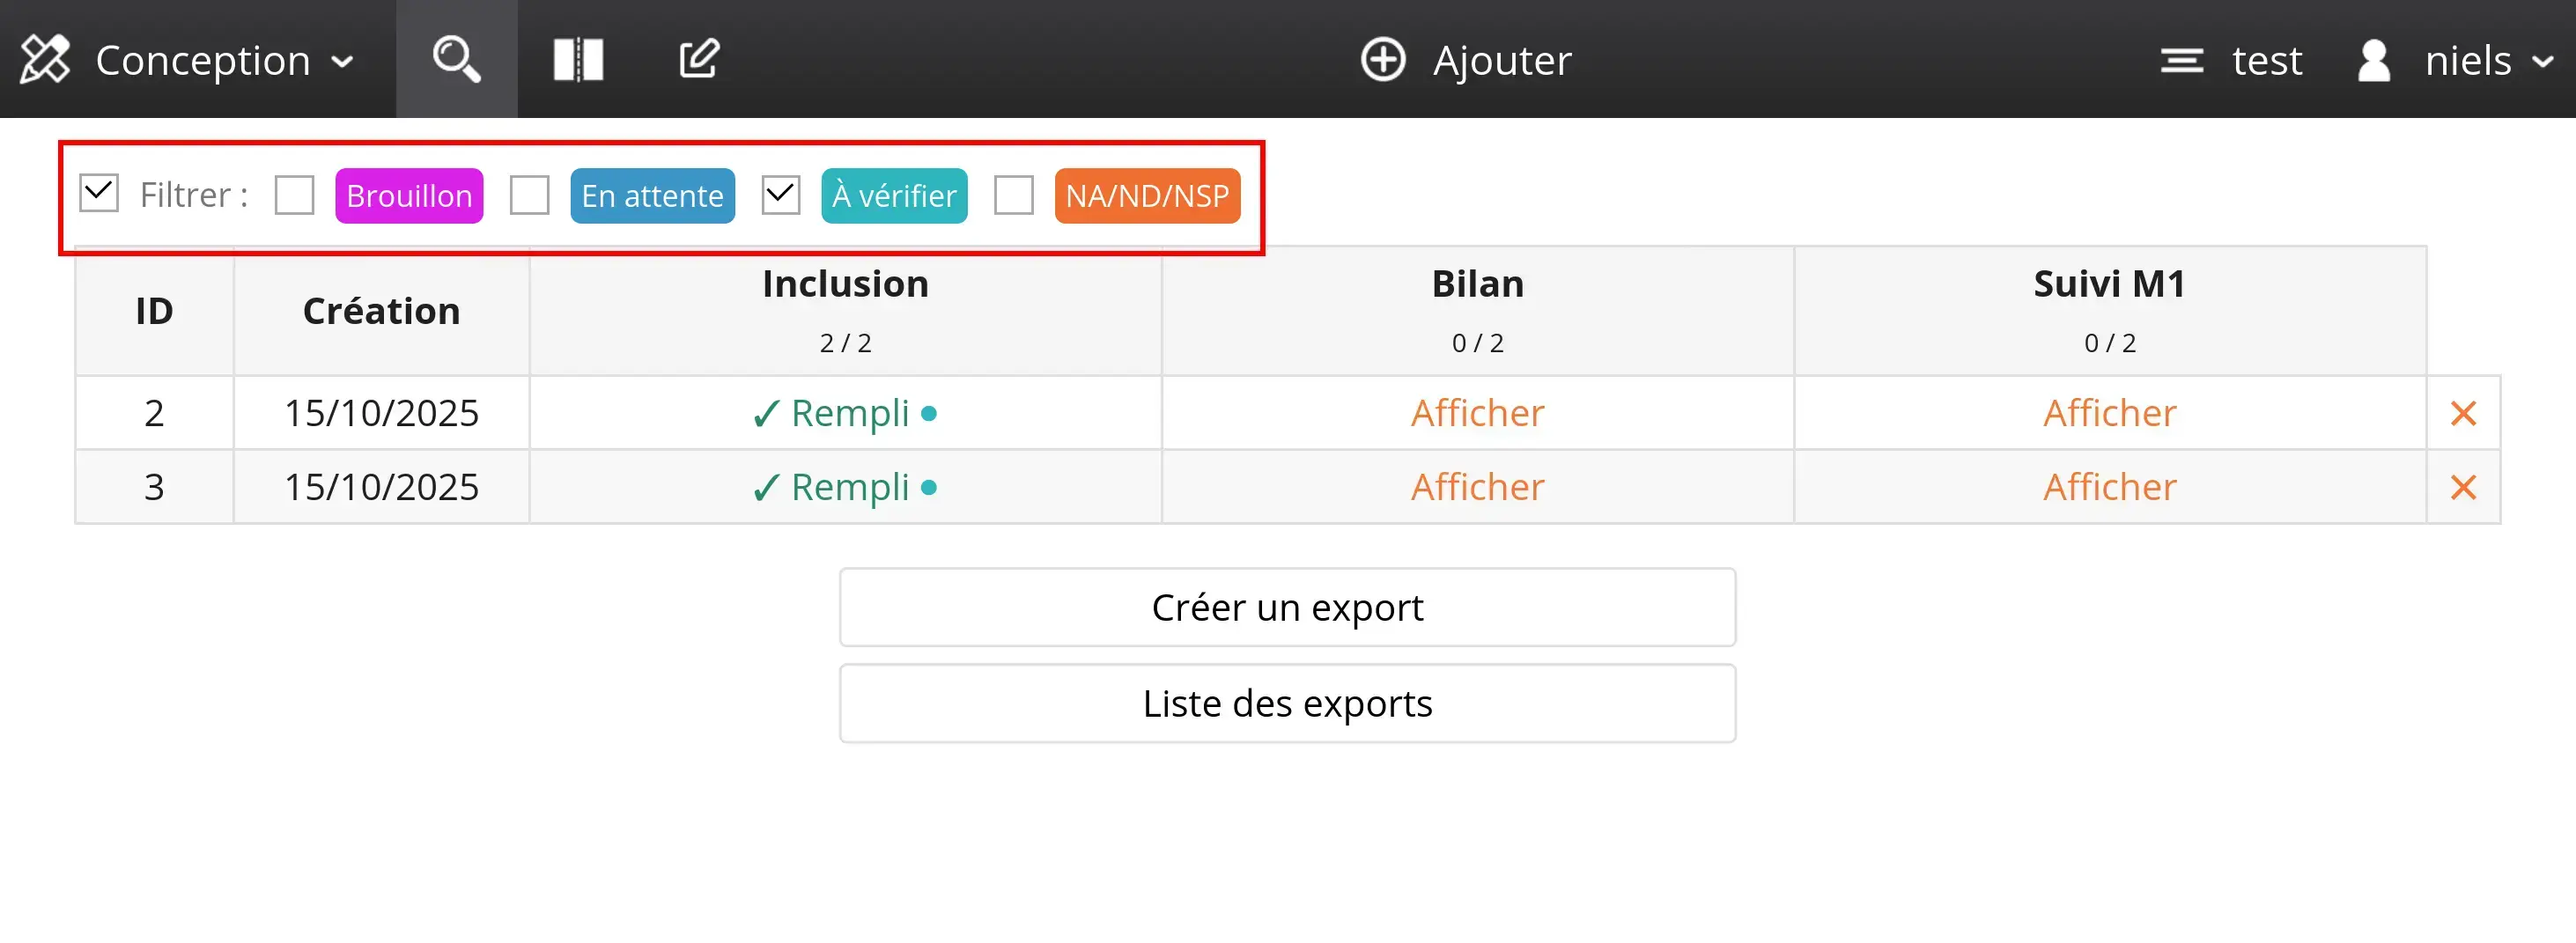 Conception Ajouter test niels
Filtrer : Brouillon En attente À vérifier NA/ND/NSP
ID Création Inclusion Bilan Suivi M1
2 / 2 0 / 2 0 / 2
2 15/10/2025 ✓ Rempli Afficher Afficher ✕
3 15/10/2025 ✓ Rempli Afficher Afficher ✕
Créer un export
Liste des exports